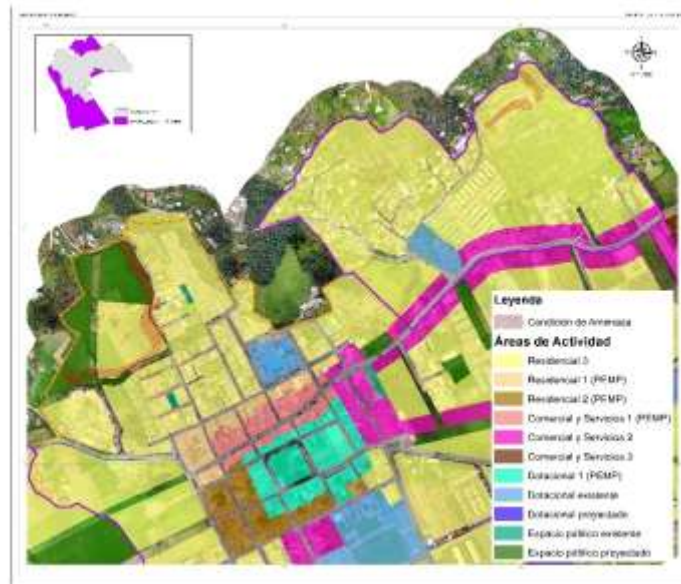 Leyenda
Condición de Amenaza
Áreas de Actividad
Residencial 3
Residencial 1 (PEMP)
Residencial 2 (PEMP)
Comercial y Servicios 1 (PEMP)
Comercial y Servicios 2
Comercial y Servicios 3
Dotacional 1 (PEMP)
Dotacional existente
Dotacional proyectado
Espacio público existente
Espacio público proyectado